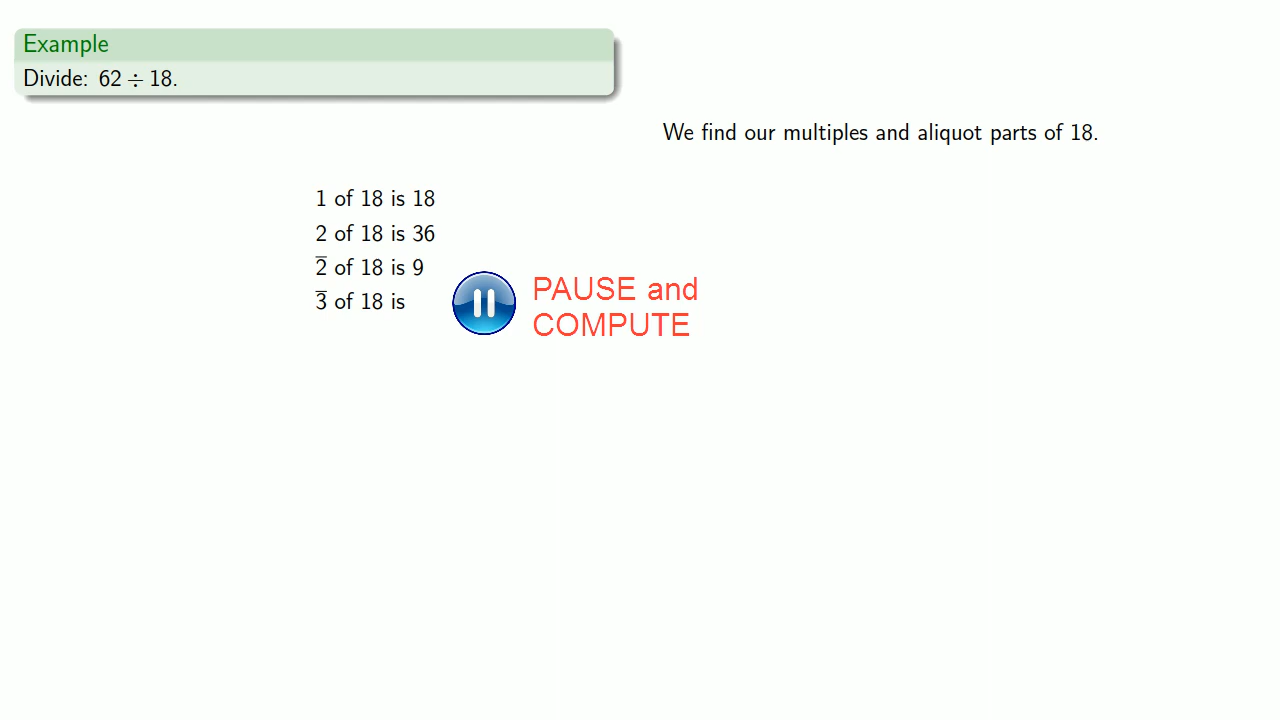 Example
Divide: 62 ÷ 18.
We find our multiples and aliquot parts of 18.
1 of 18 is 18
2 of 18 is 36
2̅ of 18 is 9
3̅ of 18 is
PAUSE and
COMPUTE